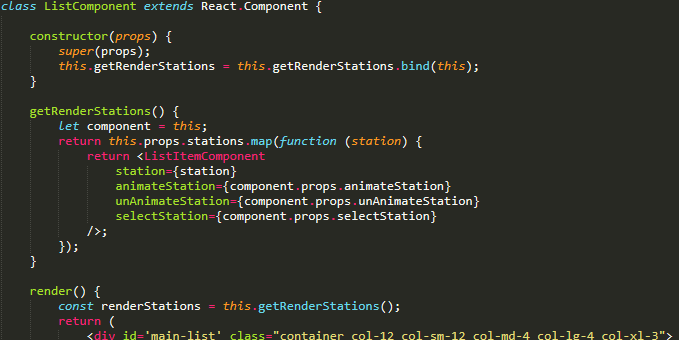 class ListComponent extends React.Component {
constructor(props) {
super(props);
this.getRenderStations = this.getRenderStations.bind(this);
}
getRenderStations() {
let component = this;
return this.props.stations.map(function (station) {
return <ListItemComponent
station={station}
animateStation={component.props.animateStation}
unAnimateStation={component.props.unAnimateStation}
selectStation={component.props.selectStation}
/>;
});
}
render() {
const renderStations = this.getRenderStations();
return (
<div id='main-list' class="container col-12 col-sm-12 col-md-4 col-lg-4 col-xl-3">